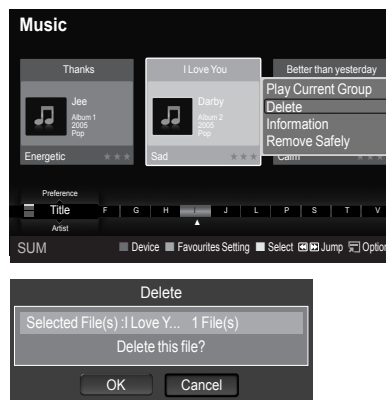 Music
Thanks
I Love You
Better than yesterday
Jee
Album 1
2005
Pop
Darby
Album 2
2005
Pop
Play Current Group
Delete
Information
Remove Safely
Energetic
Sad
Calm
Preference
Title F G H I J L P S T V
Artist
SUM Device Favourites Setting Select Jump Option
Delete
Selected File(s) :I Love Y... 1 File(s)
Delete this file?
OK Cancel